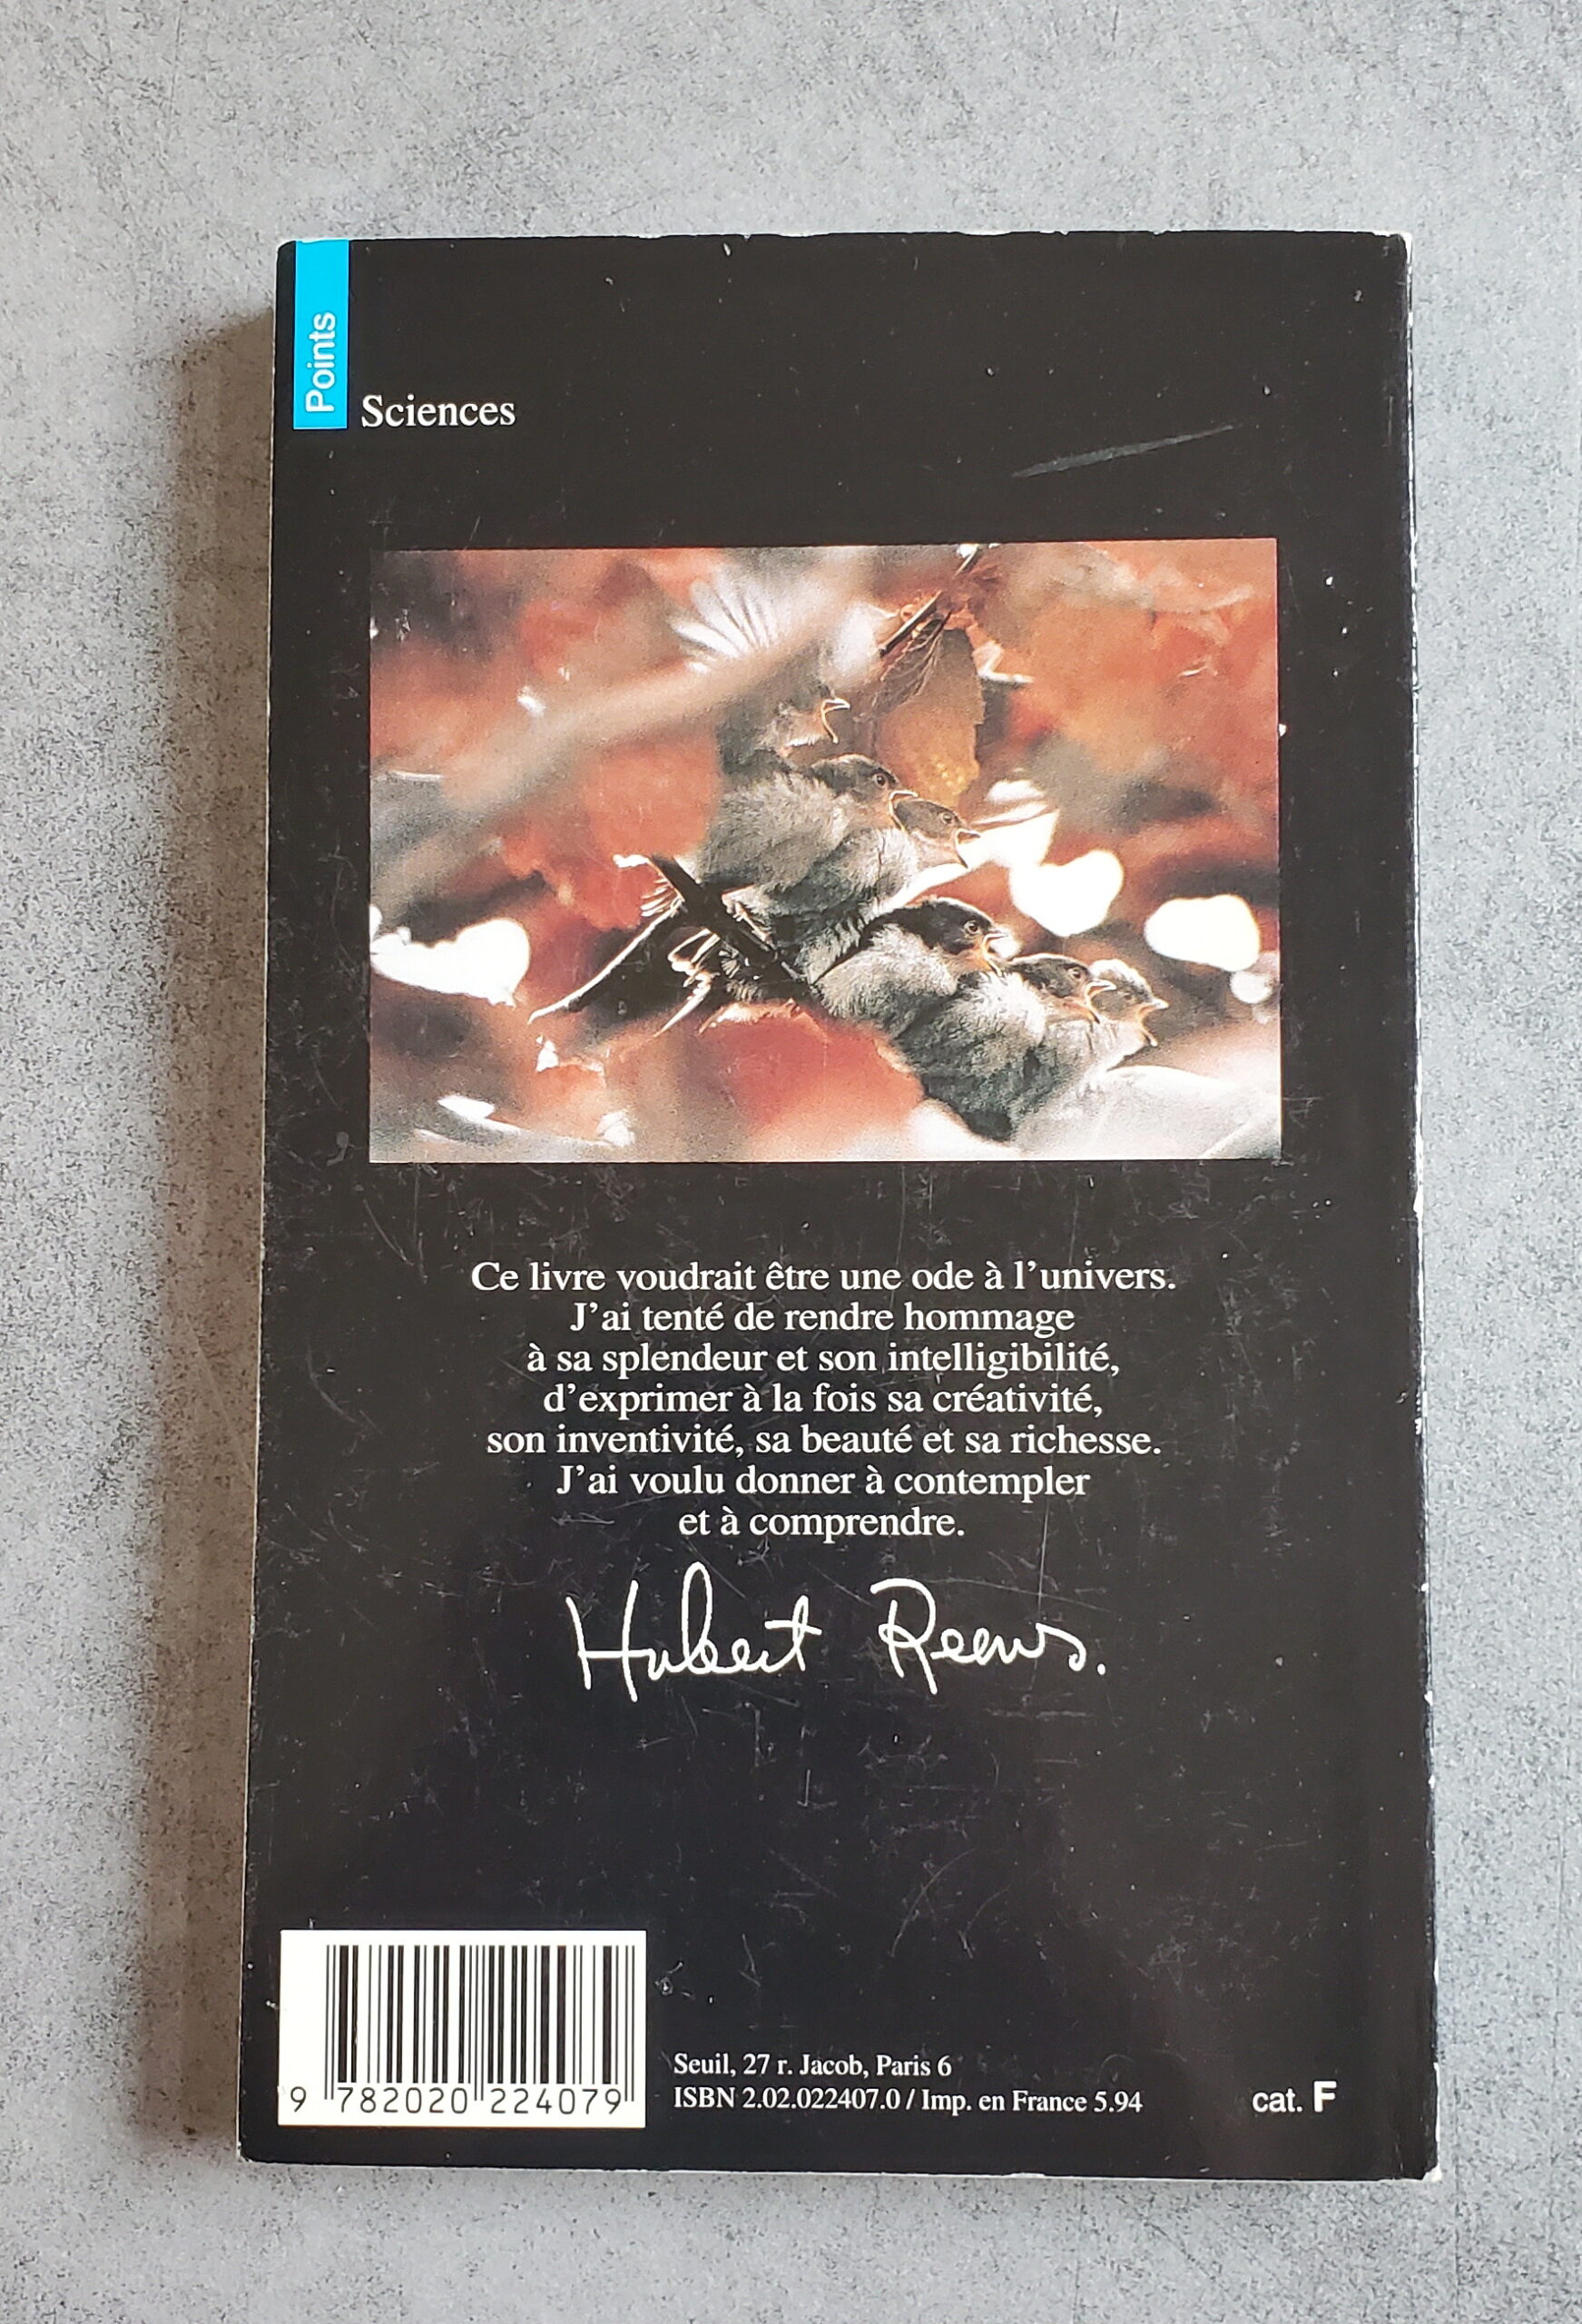 Points
Sciences
Ce livre voudrait être une ode à l'univers.
J'ai tenté de rendre hommage
à sa splendeur et son intelligibilité,
d'exprimer à la fois sa créativité,
son inventivité, sa beauté et sa richesse.
J'ai voulu donner à contempler
et à comprendre.
Hubert Reeves.
9 782020 224079
Seuil, 27 r. Jacob, Paris 6
ISBN 2.02.022407.0 / Imp. en France 5.94
cat. F